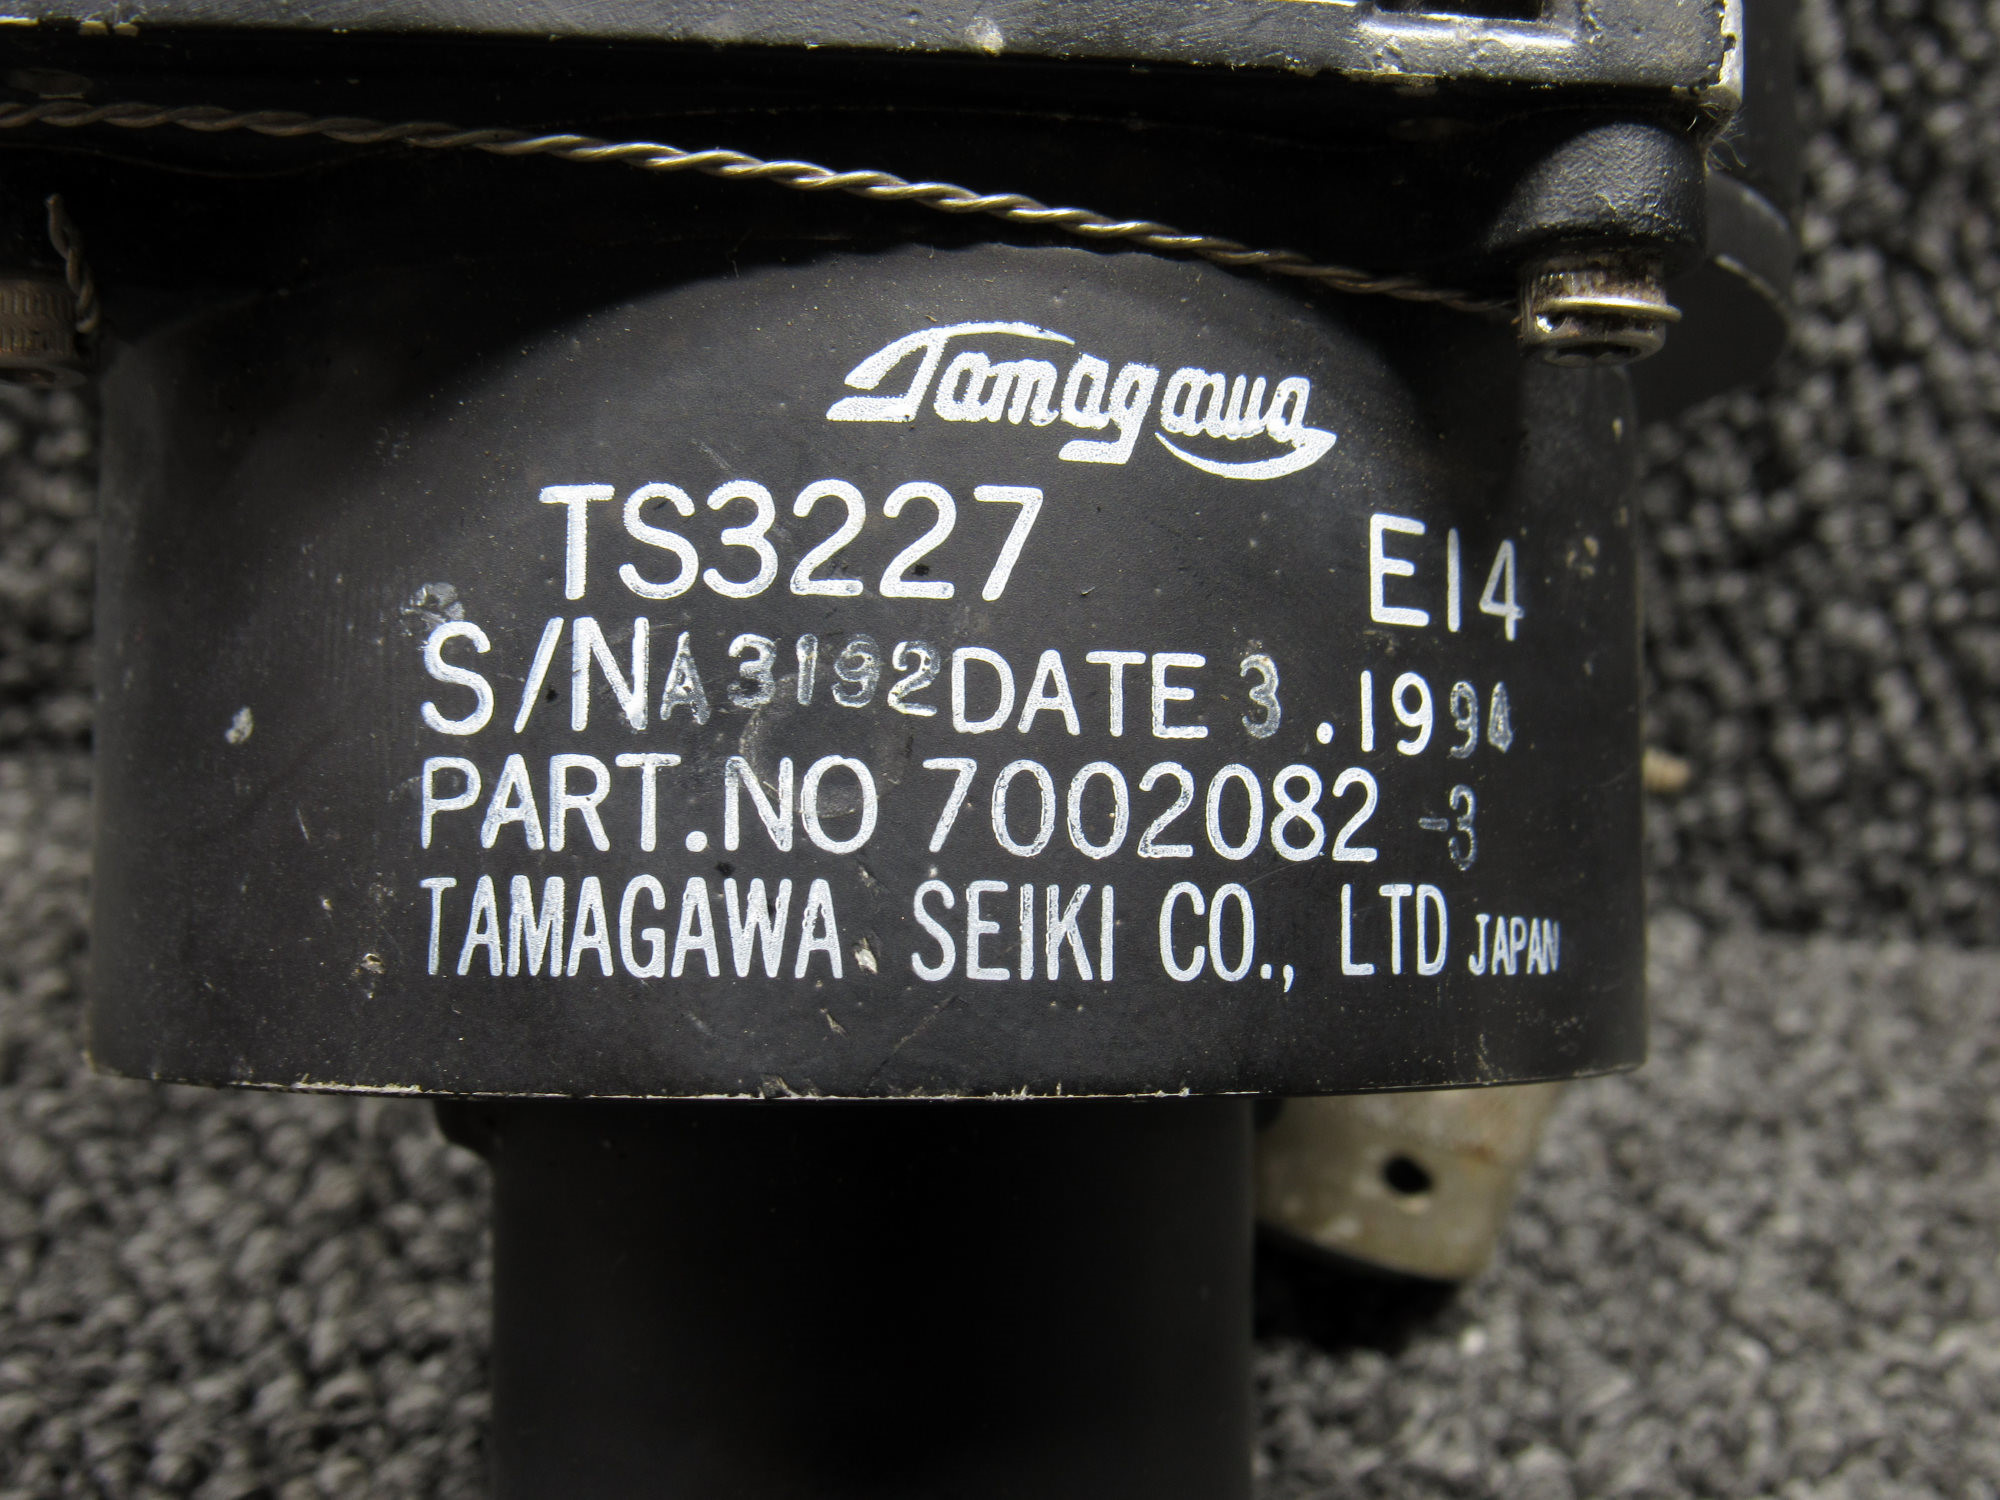 Tamagawa
TS3227 E14
S/N A3192 DATE 3.1994
PART.NO 7002082-3
TAMAGAWA SEIKI CO., LTD JAPAN